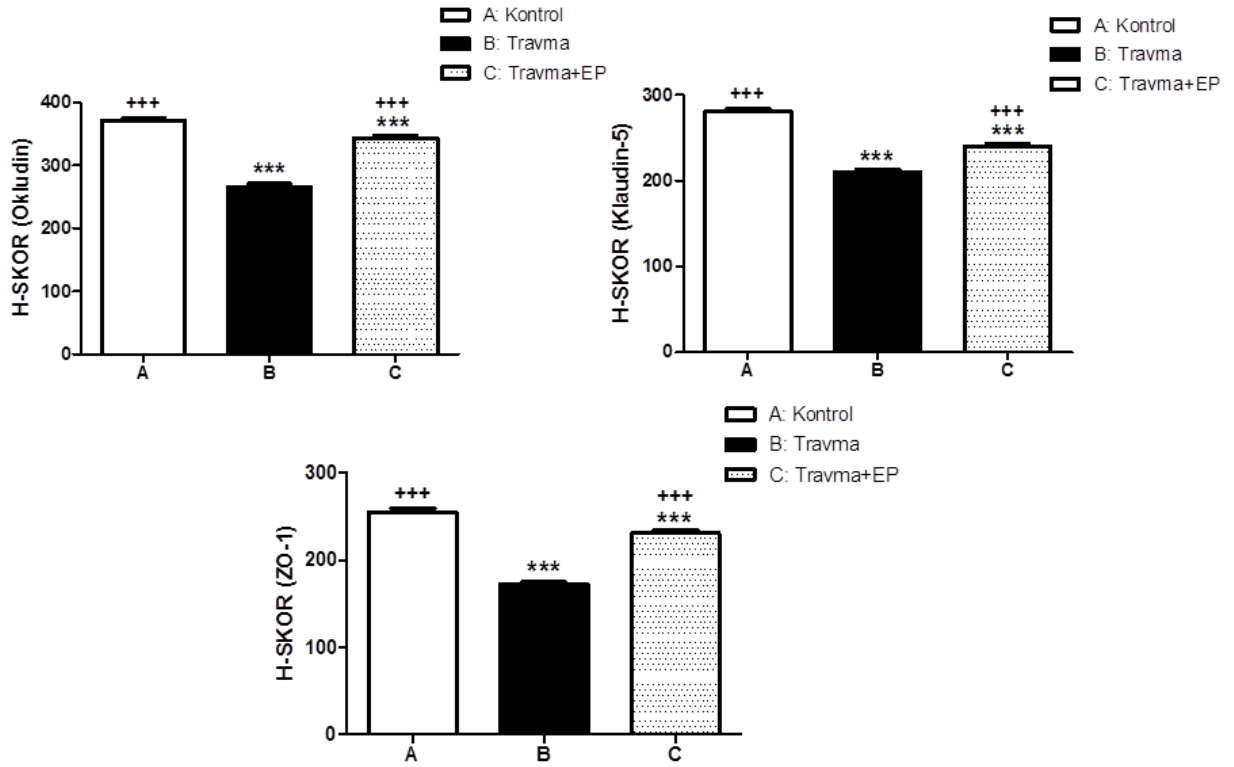 A: Kontrol
B: Travma
C: Travma+EP
H-SKOR (Okludin)
400
300
200
100
0
+++
***
+++
***
A
B
C
A: Kontrol
B: Travma
C: Travma+EP
H-SKOR (Klaudin-5)
300
200
100
0
+++
***
+++
***
A
B
C
A: Kontrol
B: Travma
C: Travma+EP
H-SKOR (ZO-1)
300
200
100
0
+++
***
+++
***
A
B
C